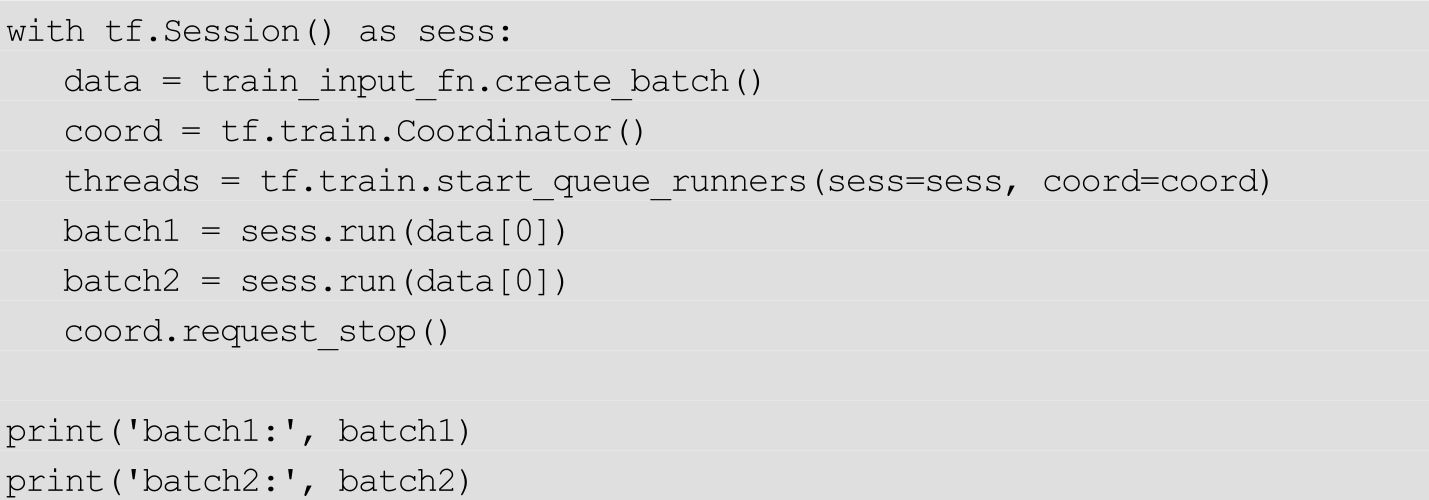 with tf.Session() as sess:
   data = train_input_fn.create_batch()
   coord = tf.train.Coordinator()
   threads = tf.train.start_queue_runners(sess=sess, coord=coord)
   batch1 = sess.run(data[0])
   batch2 = sess.run(data[0])
   coord.request_stop()

print('batch1:', batch1)
print('batch2:', batch2)